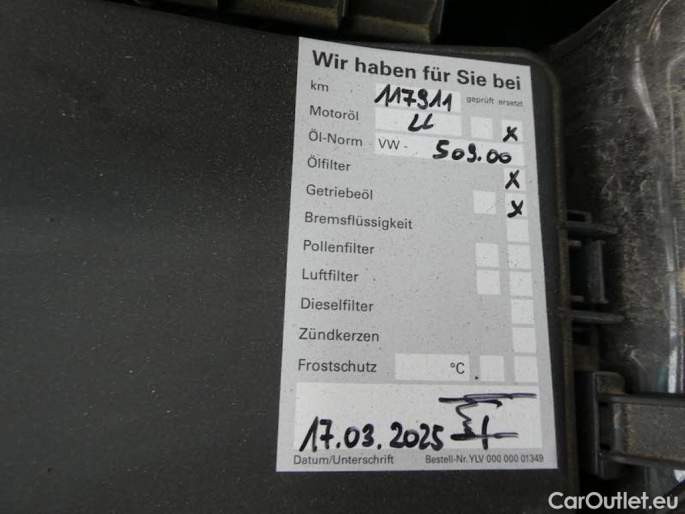 Wir haben für Sie bei
km 117911 geprüft ersetzt
Motoröl LL x
Öl-Norm VW - 509.00
Ölfilter x
Getriebeöl x
Bremsflüssigkeit
Pollenfilter
Luftfilter
Dieselfilter
Zündkerzen
Frostschutz °C
17.03.2025
Datum/Unterschrift Bestell-Nr. YLV 000 000 01349
CarOutlet.eu